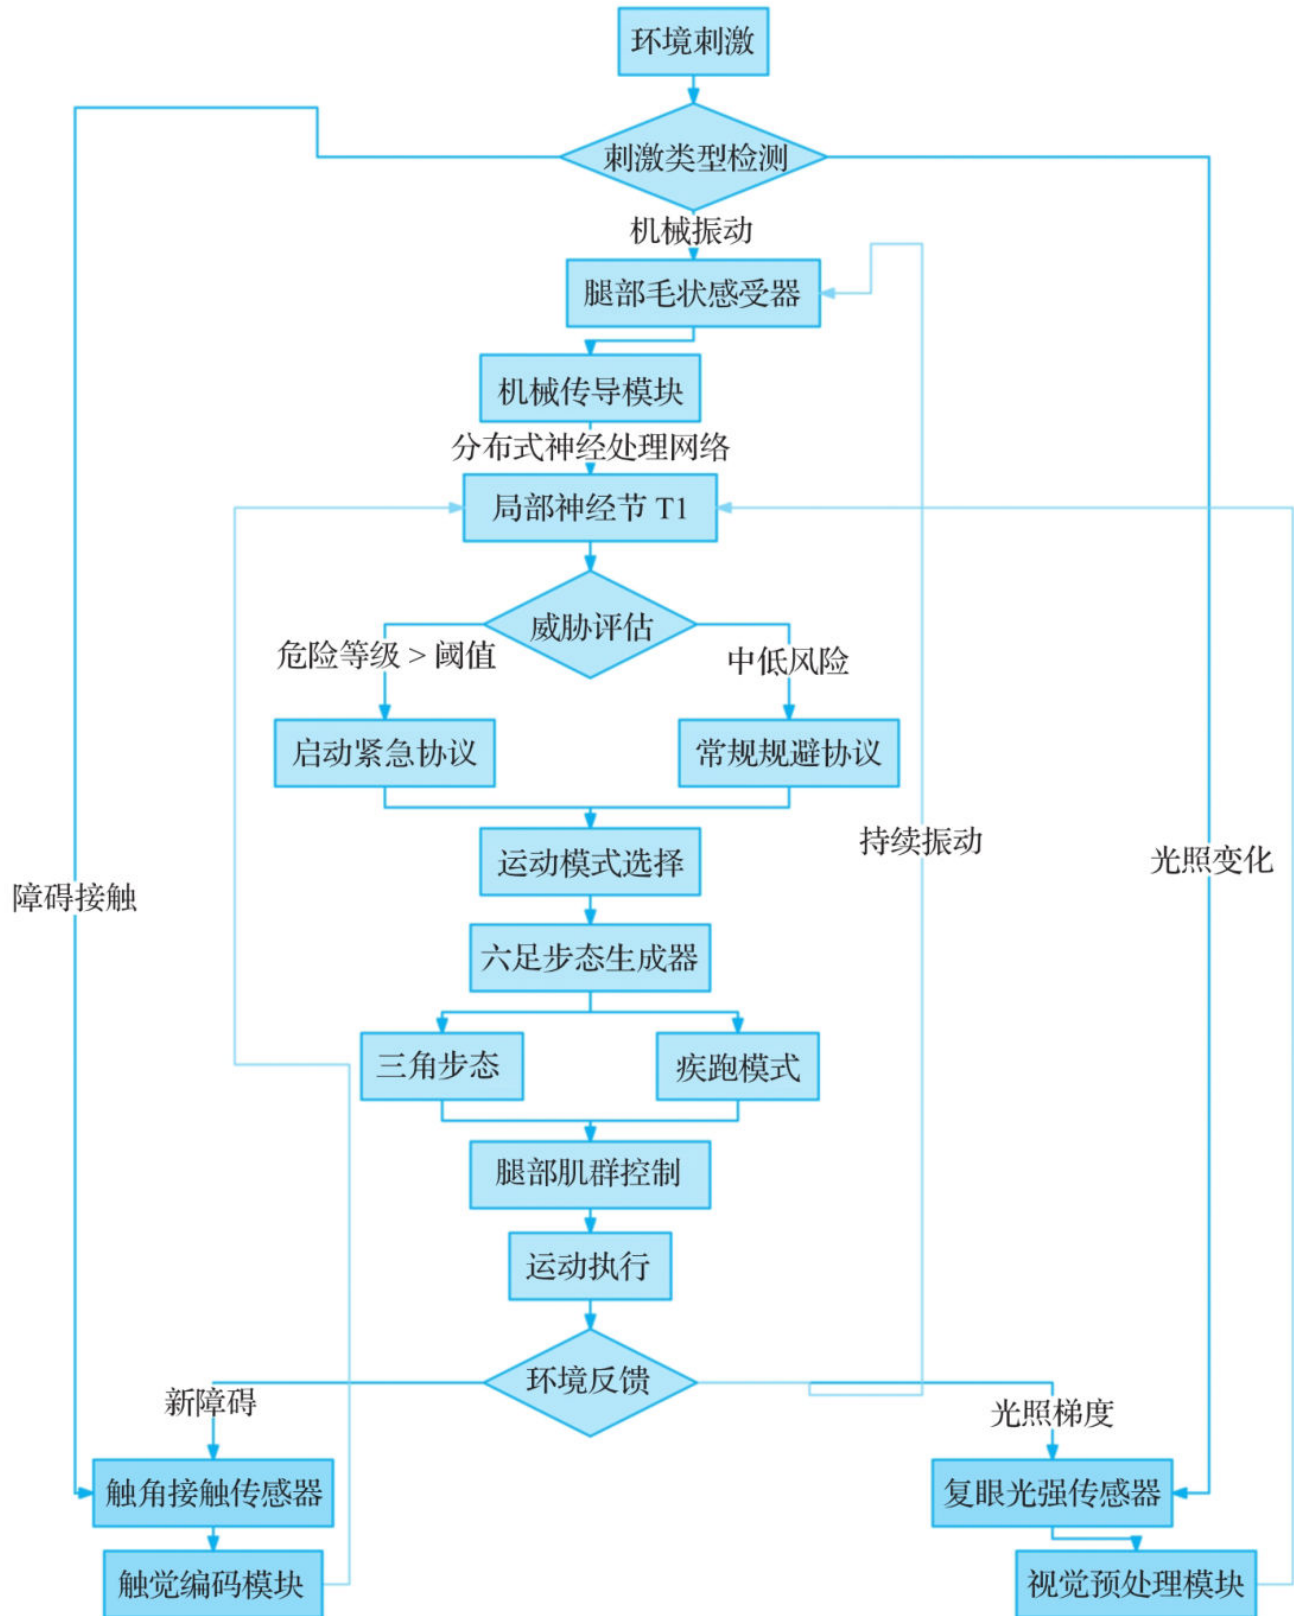 环境刺激
刺激类型检测
机械振动
腿部毛状感受器
机械传导模块
分布式神经处理网络
局部神经节 T1
威胁评估
危险等级 > 阈值
中低风险
启动紧急协议
常规规避协议
持续振动
运动模式选择
光照变化
障碍接触
六足步态生成器
三角步态
疾跑模式
腿部肌群控制
运动执行
环境反馈
新障碍
光照梯度
触角接触传感器
复眼光强传感器
触觉编码模块
视觉预处理模块